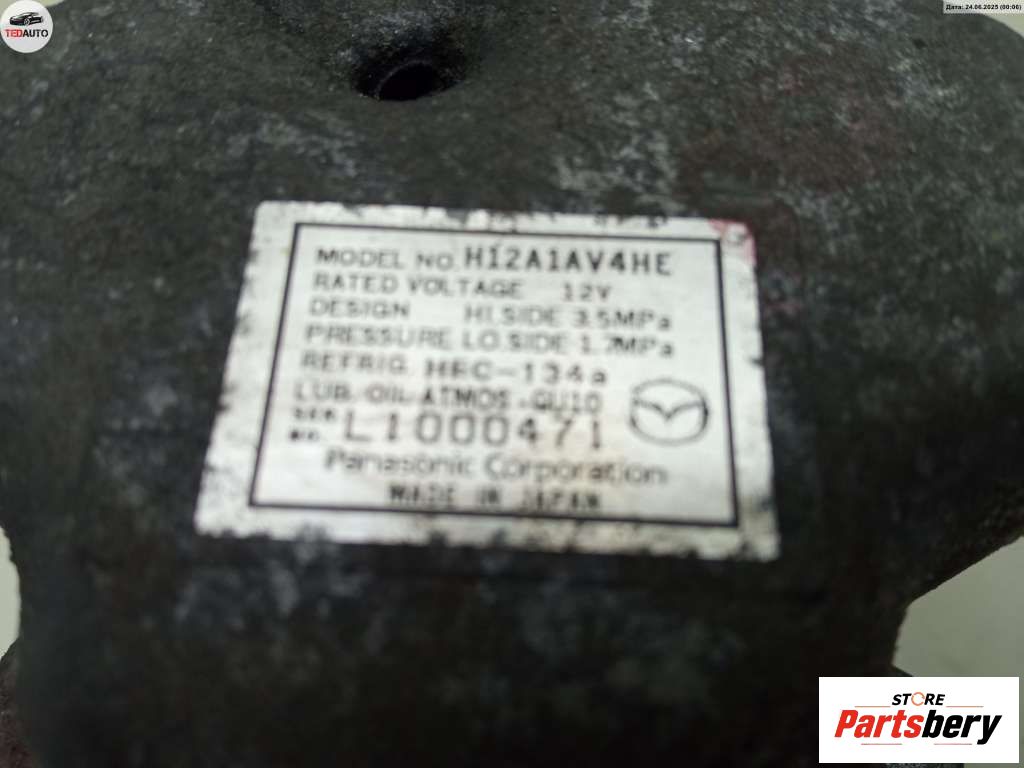 TEDAUTO
Дата: 24.06.2025 (00:06)
MODEL NO. H12A1AV4HE
RATED VOLTAGE 12V
DESIGN HI.SIDE 3.5MPa
PRESSURE LO.SIDE 1.7MPa
REFRIG. HFC-134a
LUB. OIL ATMOS GU10
SER. NO. L1000471
Panasonic Corporation
MADE IN JAPAN
STORE
Partsbery